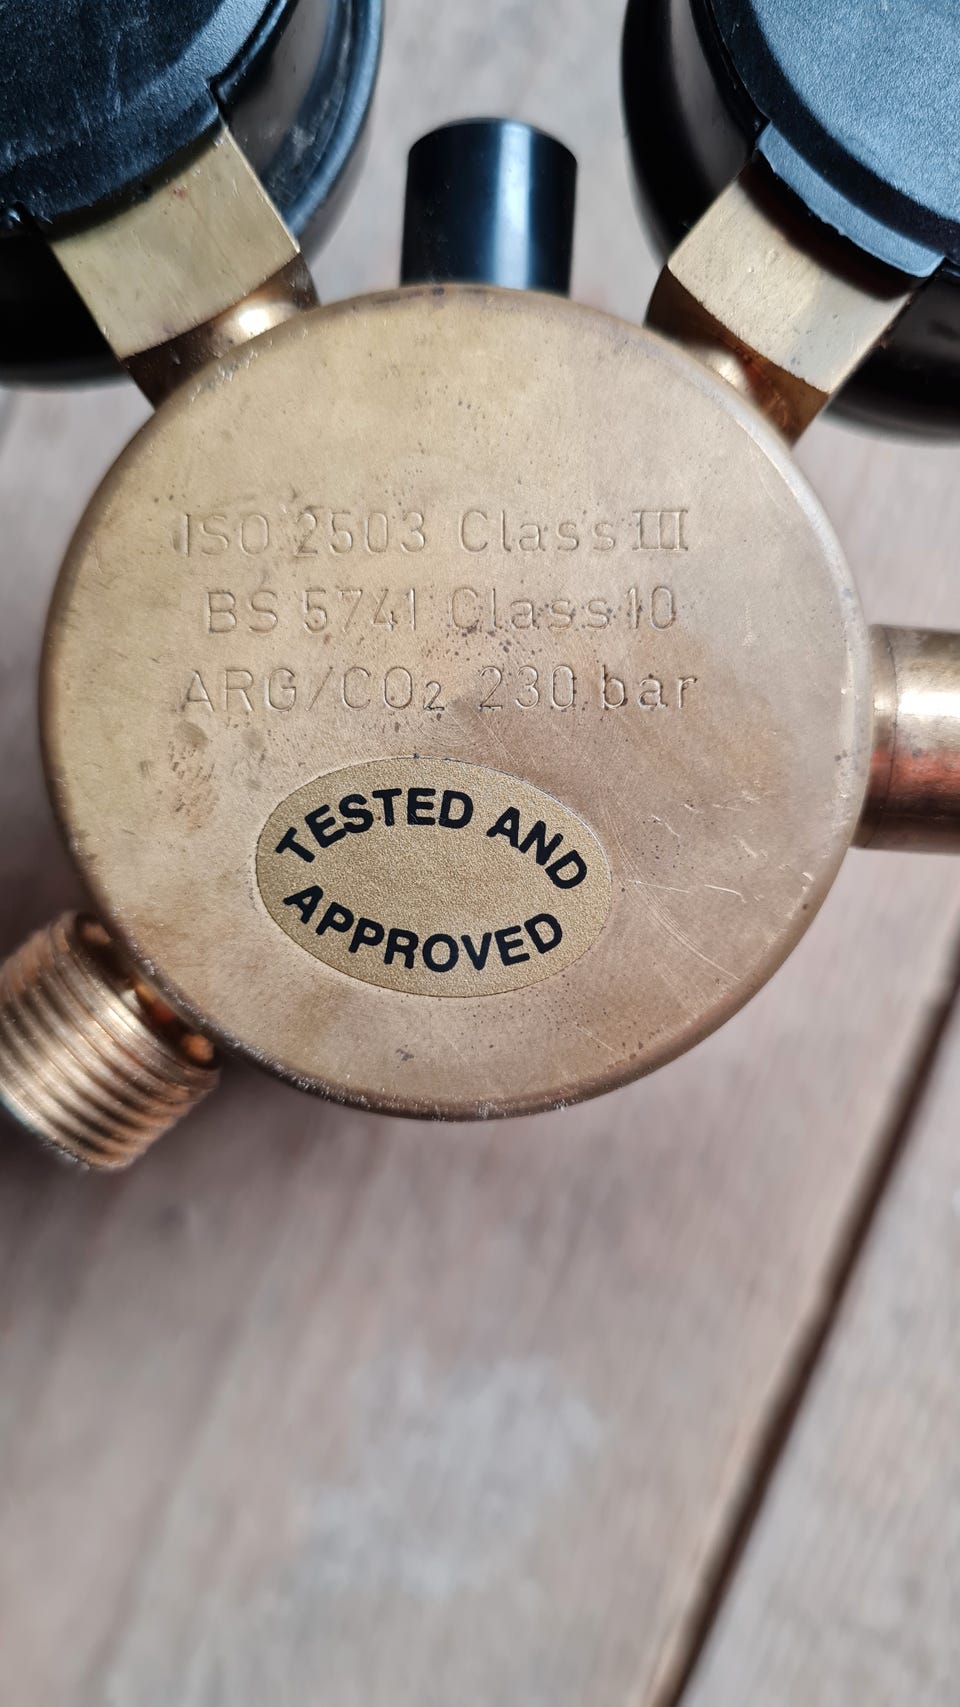 ISO 2503 Class III
BS 5741 Class 10
ARG/CO₂ 230 bar
TESTED AND
APPROVED